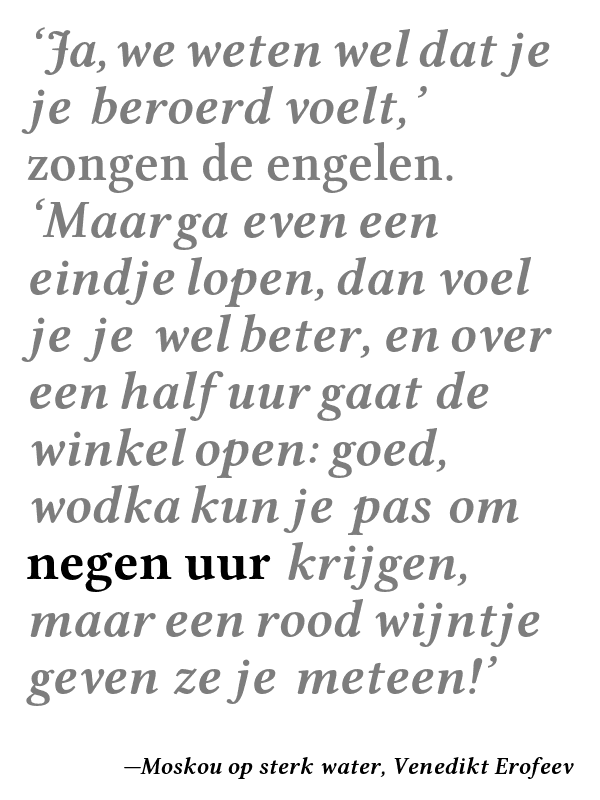 ‘Ja, we weten wel dat je
je beroerd voelt,’
zongen de engelen.
‘Maar ga even een
eindje lopen, dan voel
je je wel beter, en over
een half uur gaat de
winkel open: goed,
wodka kun je pas om
negen uur krijgen,
maar een rood wijntje
geven ze je meteen!’
—Moskou op sterk water, Venedikt Erofeev